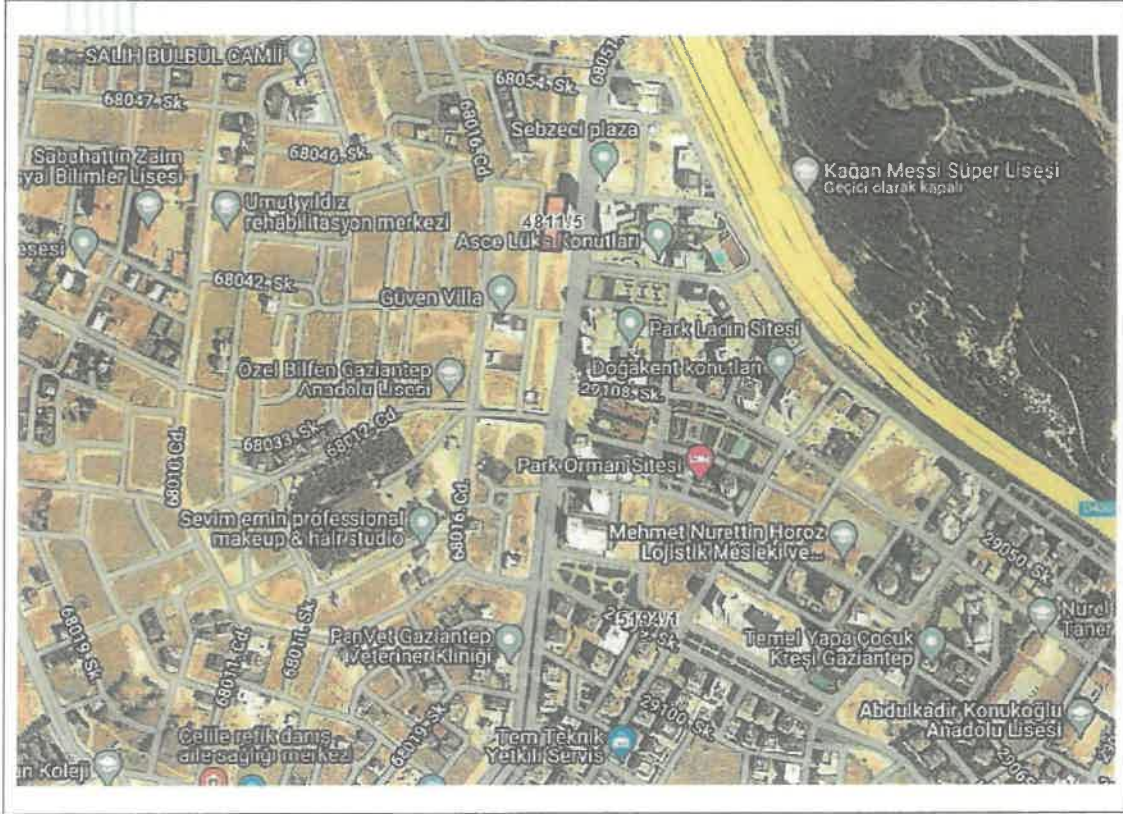 SALİH BÜLBÜL CAMİİ
68054. Sk.
68051.
68047. Sk.
68016. Cd
Sebzeci plaza
68046. Sk.
Sabahattin Zaim
syal Bilimler Lisesi
Kağan Messi Süper Lisesi
Geçici olarak kapalı
Umut yıldız
rehabilitasyon merkezi
4811/5
Asce Lüks Konutları
esesi
68042. Sk.
Güven Villa
Park Ladin Sitesi
Özel Bilfen Gaziantep
Anadolu Lisesi
Doğakent konutları
29108. Sk.
68033. Sk.
68012. Cd.
68010. Cd.
Park Orman Sitesi
68016. Cd.
Sevim emin professional
makeup & hair studio
Mehmet Nurettin Horoz
Lojistik Mesleki ve...
29050. Sk.
68019. Sk.
68011. Cd.
68011. Sk.
PanVet Gaziantep
Veteriner Kliniği
5194/1
Sk.
Temel Yapa Çocuk
Kreşi Gaziantep
Nurel
Taner
29100. Sk.
68019. Sk.
Abdulkadir Konukoğlu
Anadolu Lisesi
Celile refik danış
aile sağlığı merkezi
Tem Teknik
Yetkili Servis
an Koleji